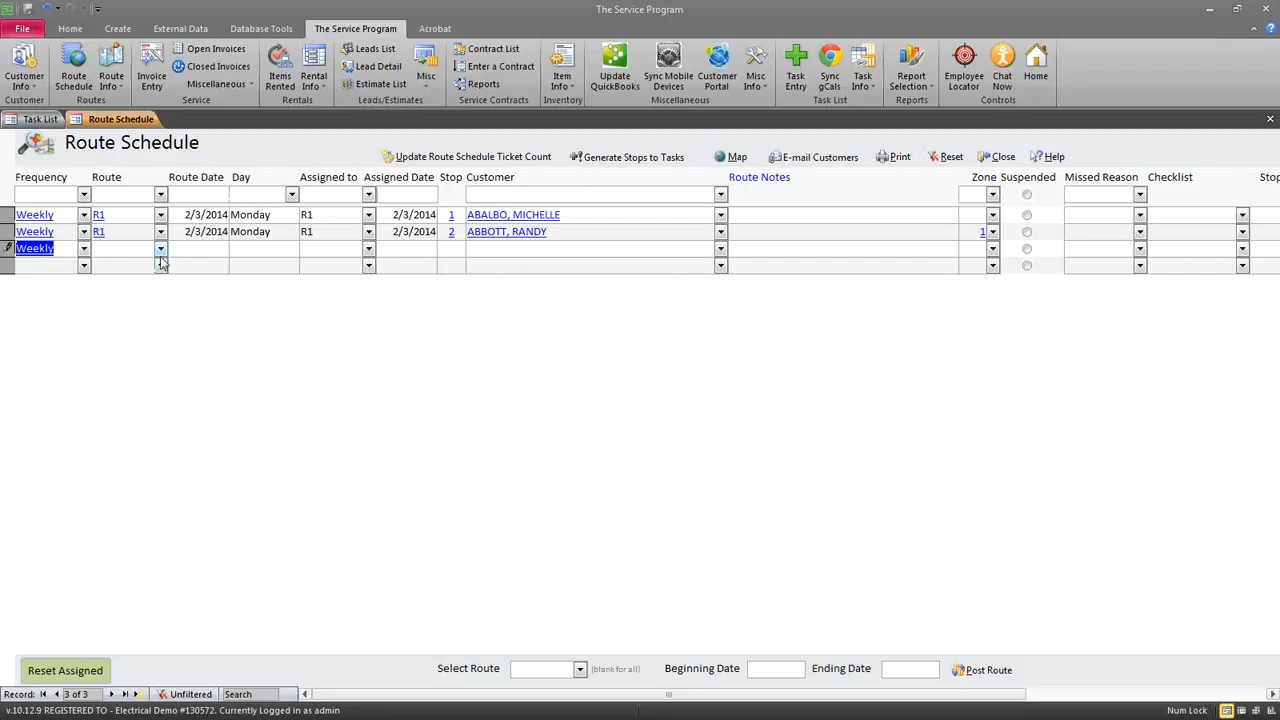 The Service Program
File Home Create External Data Database Tools The Service Program Acrobat
Customer Info Route Schedule Route Info Invoice Entry Open Invoices Closed Invoices Miscellaneous Items Rented Rental Info Leads List Lead Detail Estimate List Misc Contract List Enter a Contract Reports Item Info Update QuickBooks Sync Mobile Devices Customer Portal Misc Info Task Entry Sync gCals Task Info Report Selection Employee Locator Chat Now Home
Customer Routes Service Rentals Leads/Estimates Service Contracts Inventory Miscellaneous Task List Reports Controls
Task List Route Schedule
Route Schedule
Update Route Schedule Ticket Count Generate Stops to Tasks Map E-mail Customers Print Reset Close Help
Frequency Route Route Date Day Assigned to Assigned Date Stop Customer Route Notes Zone Suspended Missed Reason Checklist Stop
Weekly R1 2/3/2014 Monday R1 2/3/2014 1 ABALBO, MICHELLE
Weekly R1 2/3/2014 Monday R1 2/3/2014 2 ABBOTT, RANDY 1
Weekly
Reset Assigned Select Route (blank for all) Beginning Date Ending Date Post Route
Record: 3 of 3 Unfiltered Search
v.10.12.9 REGISTERED TO - Electrical Demo #130572. Currently Logged in as admin Num Lock